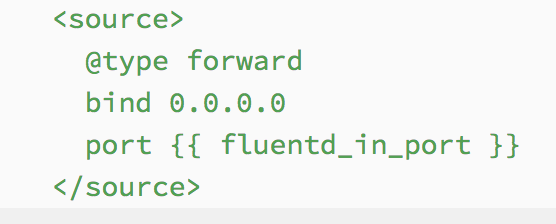 <source>
@type forward
bind 0.0.0.0
port {{ fluentd_in_port }}
</source>